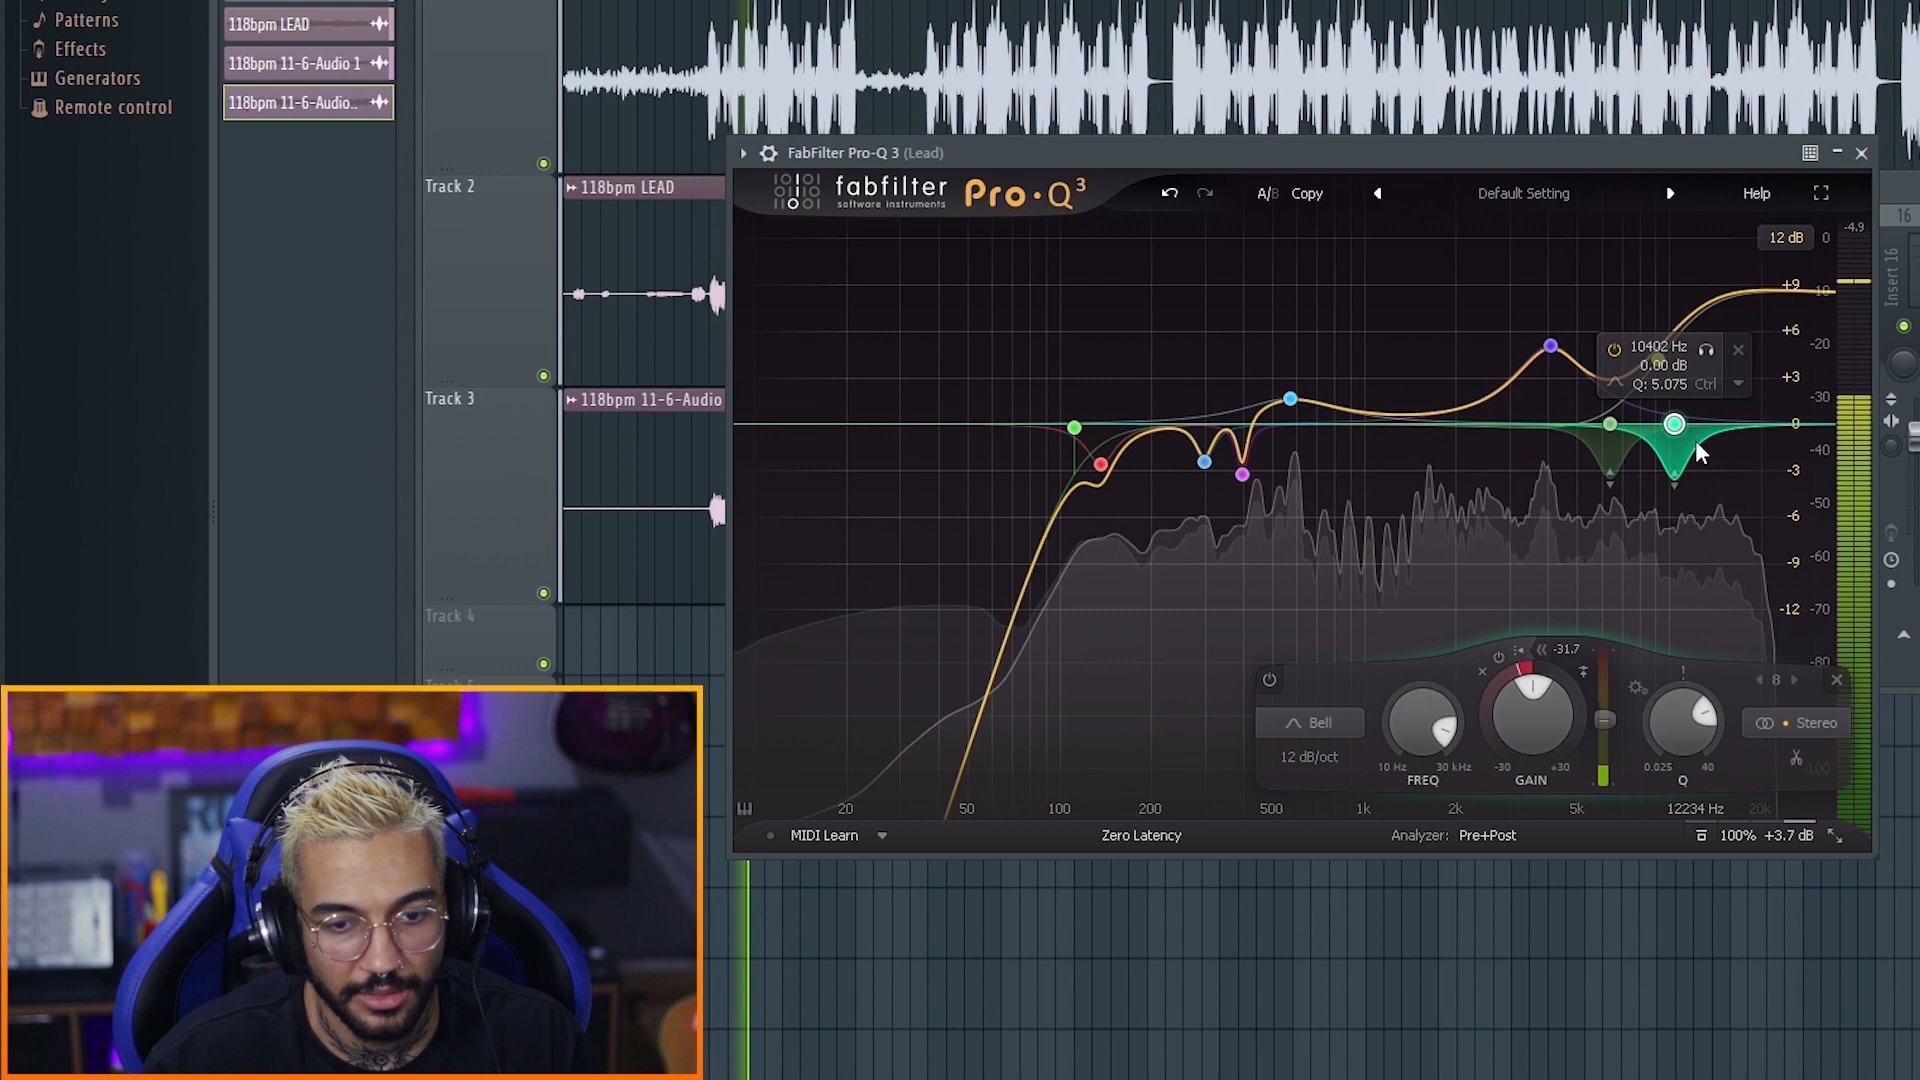 Patterns
Effects
Generators
Remote control
118bpm LEAD
118bpm 11-6-Audio 1
118bpm 11-6-Audio..
Track 2
118bpm LEAD
Track 3
118bpm 11-6-Audio
Track 4
FabFilter Pro-Q 3 (Lead)
fabfilter
software instruments
Pro·Q3
A/B Copy
Default Setting
Help
12 dB
0 -4.9
+9 -10
+6 -20
+3 -30
0 -40
-3 -50
-6 -60
-9
-12 -70
-80
-100
10402 Hz
0.00 dB
Q: 5.075 Ctrl
16
Insert 16
-31.7
8
Bell
12 dB/oct
10 Hz 30 kHz
FREQ
-30 +30
GAIN
0.025 40
Q
Stereo
20 50 100 200 500 1k 2k 5k 12234 Hz 20k
MIDI Learn
Zero Latency
Analyzer: Pre+Post
100% +3.7 dB